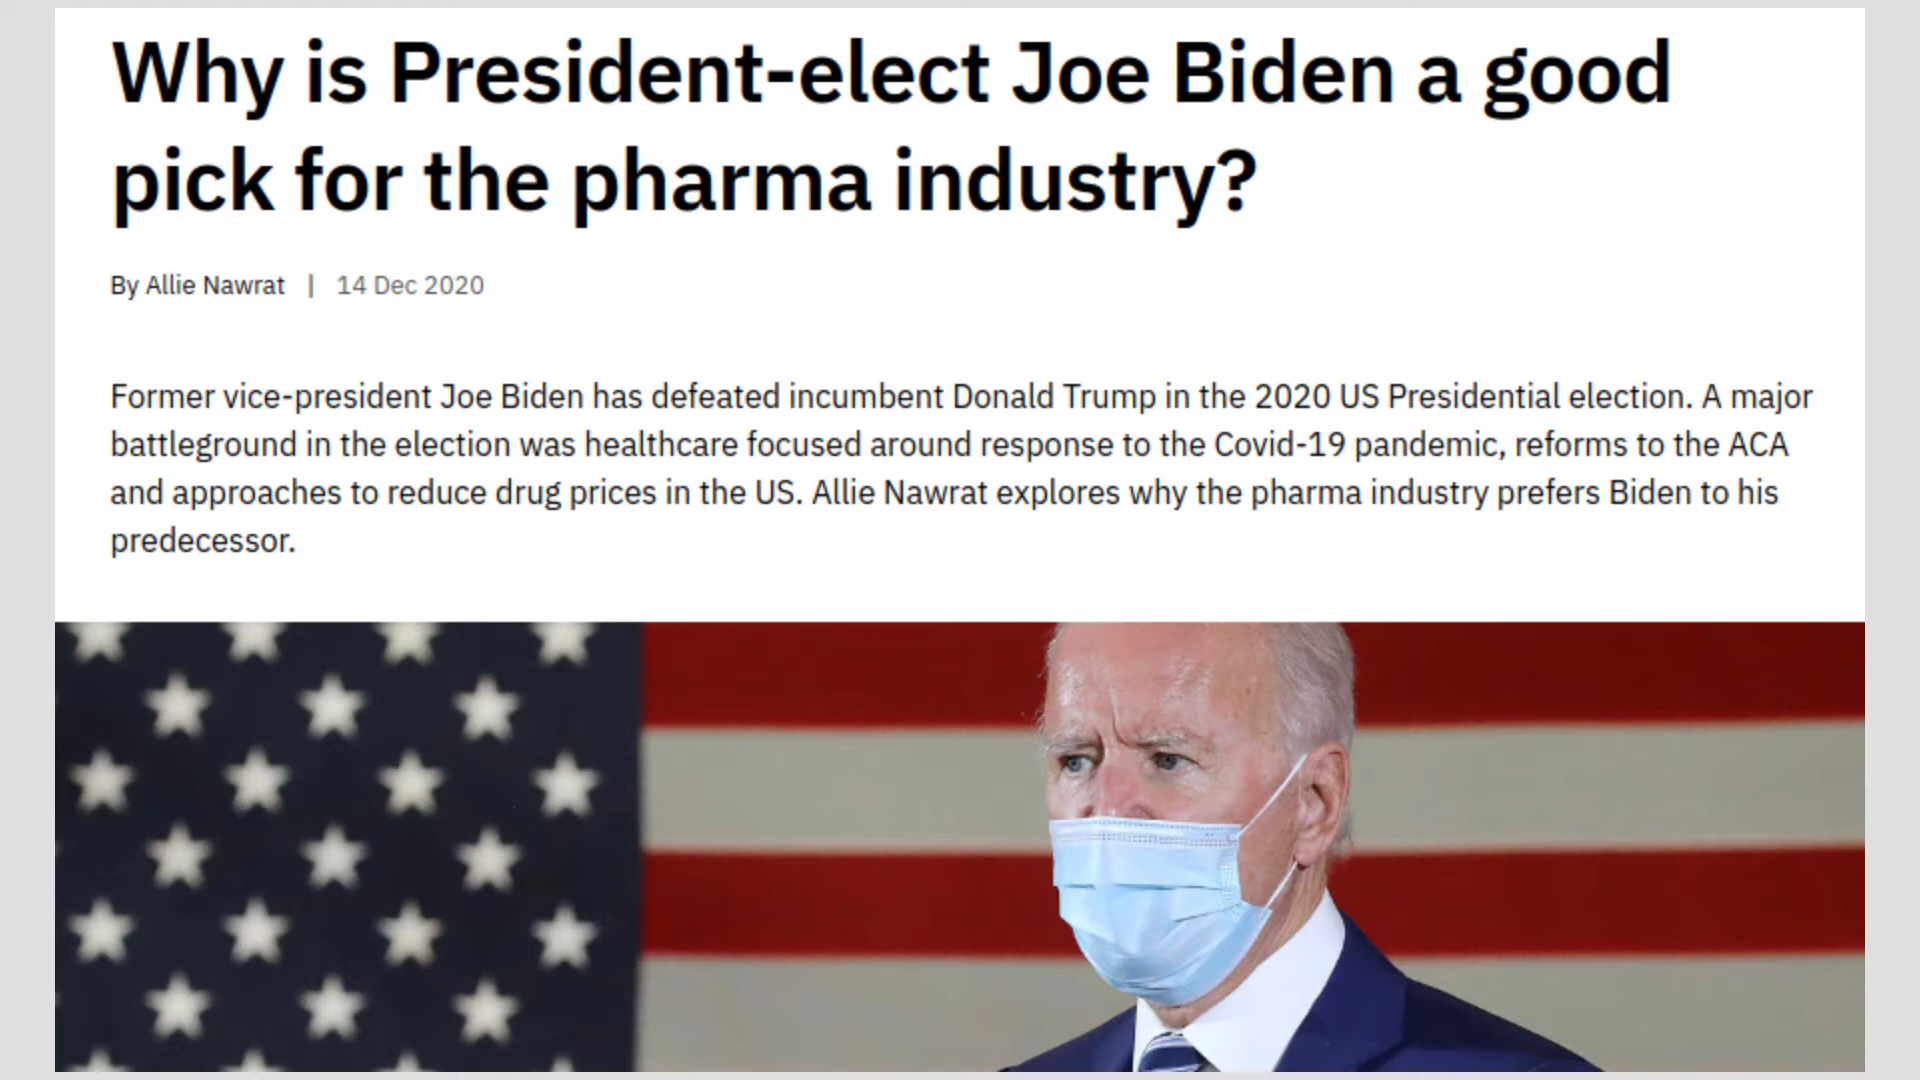 Why is President-elect Joe Biden a good
pick for the pharma industry?
By Allie Nawrat | 14 Dec 2020
Former vice-president Joe Biden has defeated incumbent Donald Trump in the 2020 US Presidential election. A major
battleground in the election was healthcare focused around response to the Covid-19 pandemic, reforms to the ACA
and approaches to reduce drug prices in the US. Allie Nawrat explores why the pharma industry prefers Biden to his
predecessor.